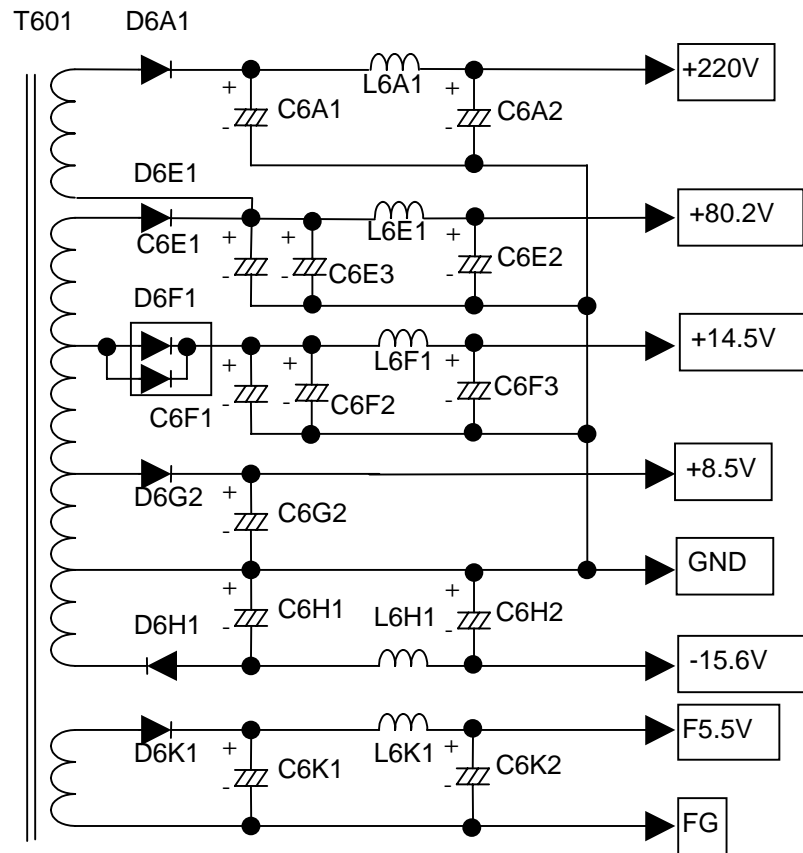 T601 D6A1
+220V
+ L6A1 +
C6A1 C6A2
- -
D6E1
+80.2V
C6E1 + + L6E1 +
C6E3 C6E2
- - -
D6F1
+14.5V
+ + L6F1 +
C6F1 - - C6F2 - C6F3
+8.5V
D6G2 +
C6G2
-
GND
+ +
D6H1 C6H1 L6H1 C6H2
- -
-15.6V
F5.5V
D6K1 + L6K1 +
C6K1 C6K2
- -
FG